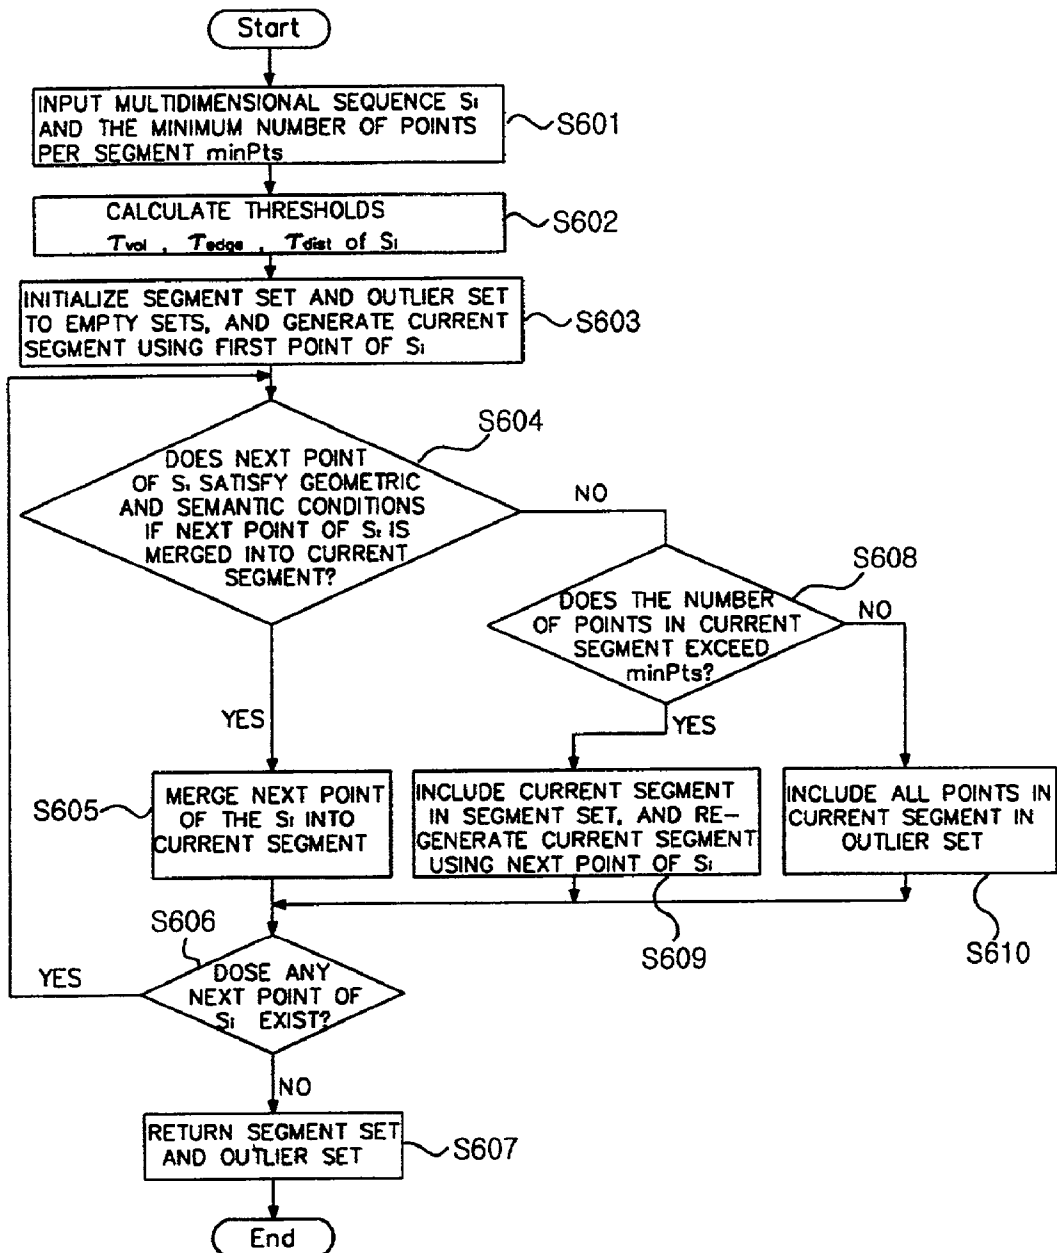 Start
INPUT MULTIDIMENSIONAL SEQUENCE Si
AND THE MINIMUM NUMBER OF POINTS
PER SEGMENT minPts
S601
CALCULATE THRESHOLDS
τvol , τedge , τdist of Si
S602
INITIALIZE SEGMENT SET AND OUTLIER SET
TO EMPTY SETS, AND GENERATE CURRENT
SEGMENT USING FIRST POINT OF Si
S603
S604
DOES NEXT POINT
OF Si SATISFY GEOMETRIC
AND SEMANTIC CONDITIONS
IF NEXT POINT OF Si IS
MERGED INTO CURRENT
SEGMENT?
NO
S608
DOES THE NUMBER
OF POINTS IN CURRENT
SEGMENT EXCEED
minPts?
NO
YES
YES
S605
MERGE NEXT POINT
OF THE Si INTO
CURRENT SEGMENT
INCLUDE CURRENT SEGMENT
IN SEGMENT SET, AND RE-
GENERATE CURRENT SEGMENT
USING NEXT POINT OF Si
INCLUDE ALL POINTS IN
CURRENT SEGMENT IN
OUTLIER SET
S609
S610
S606
YES
DOSE ANY
NEXT POINT OF
Si EXIST?
NO
RETURN SEGMENT SET
AND OUTLIER SET
S607
End